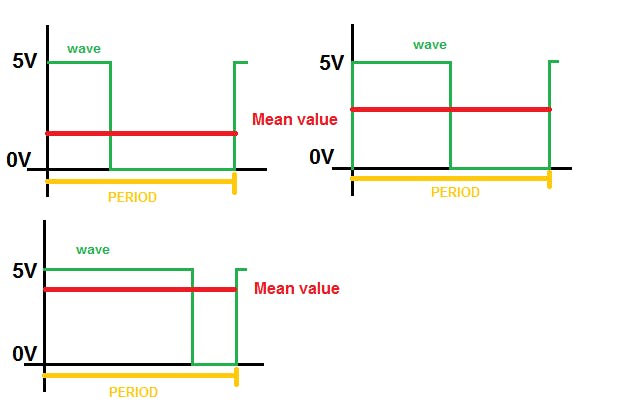 wave
5V
Mean value
0V
PERIOD
wave
5V
0V
PERIOD
wave
5V
Mean value
0V
PERIOD